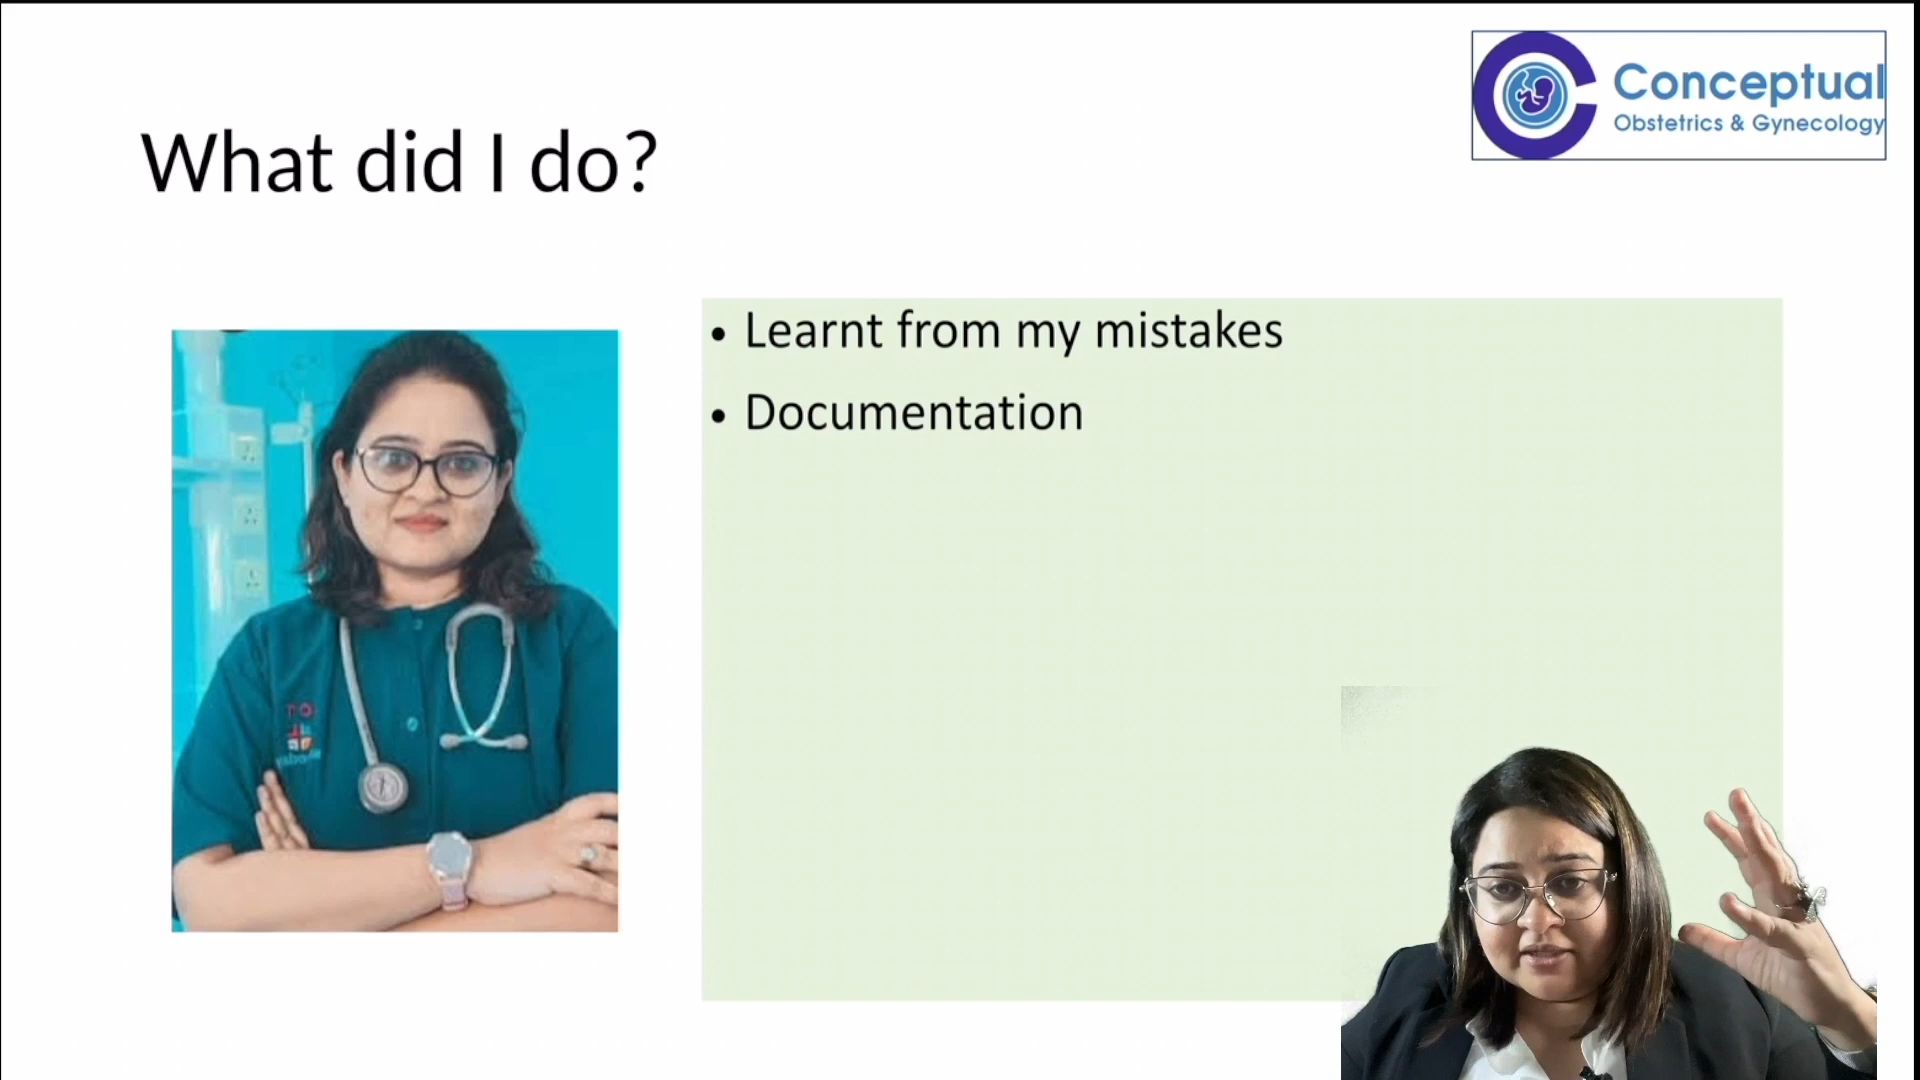 Conceptual
Obstetrics & Gynecology
What did I do?
• Learnt from my mistakes
• Documentation